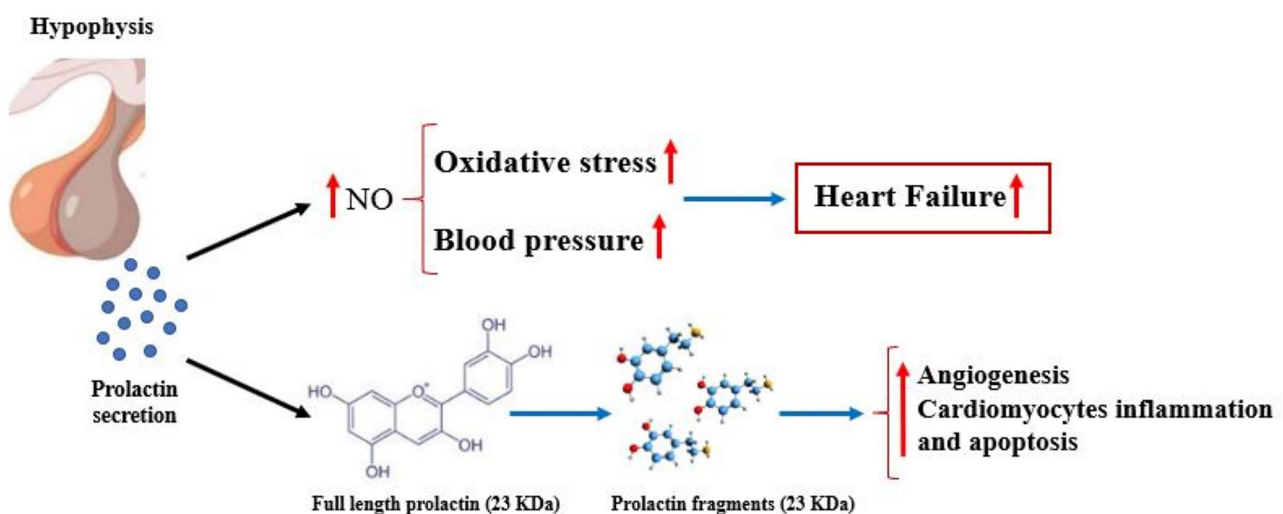 Hypophysis
Prolactin
secretion
NO
Oxidative stress
Blood pressure
Heart Failure
HO
OH
OH
O+
OH
OH
Full length prolactin (23 KDa)
Prolactin fragments (23 KDa)
Angiogenesis
Cardiomyocytes inflammation
and apoptosis